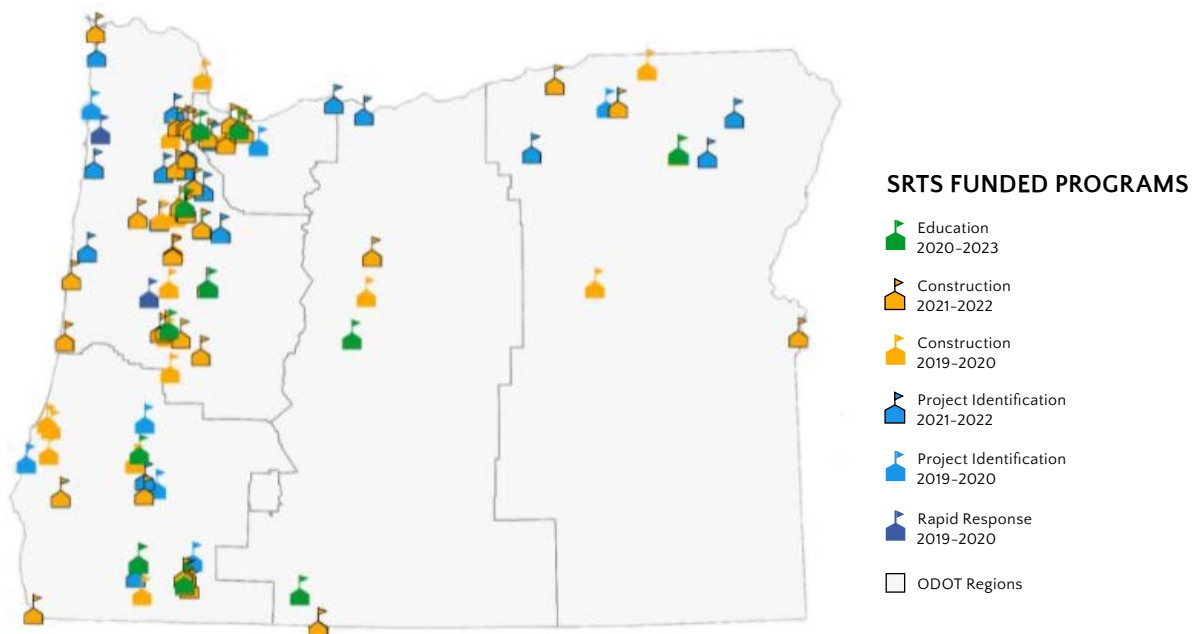 SRTS FUNDED PROGRAMS
Education
2020-2023
Construction
2021-2022
Construction
2019-2020
Project Identification
2021-2022
Project Identification
2019-2020
Rapid Response
2019-2020
ODOT Regions